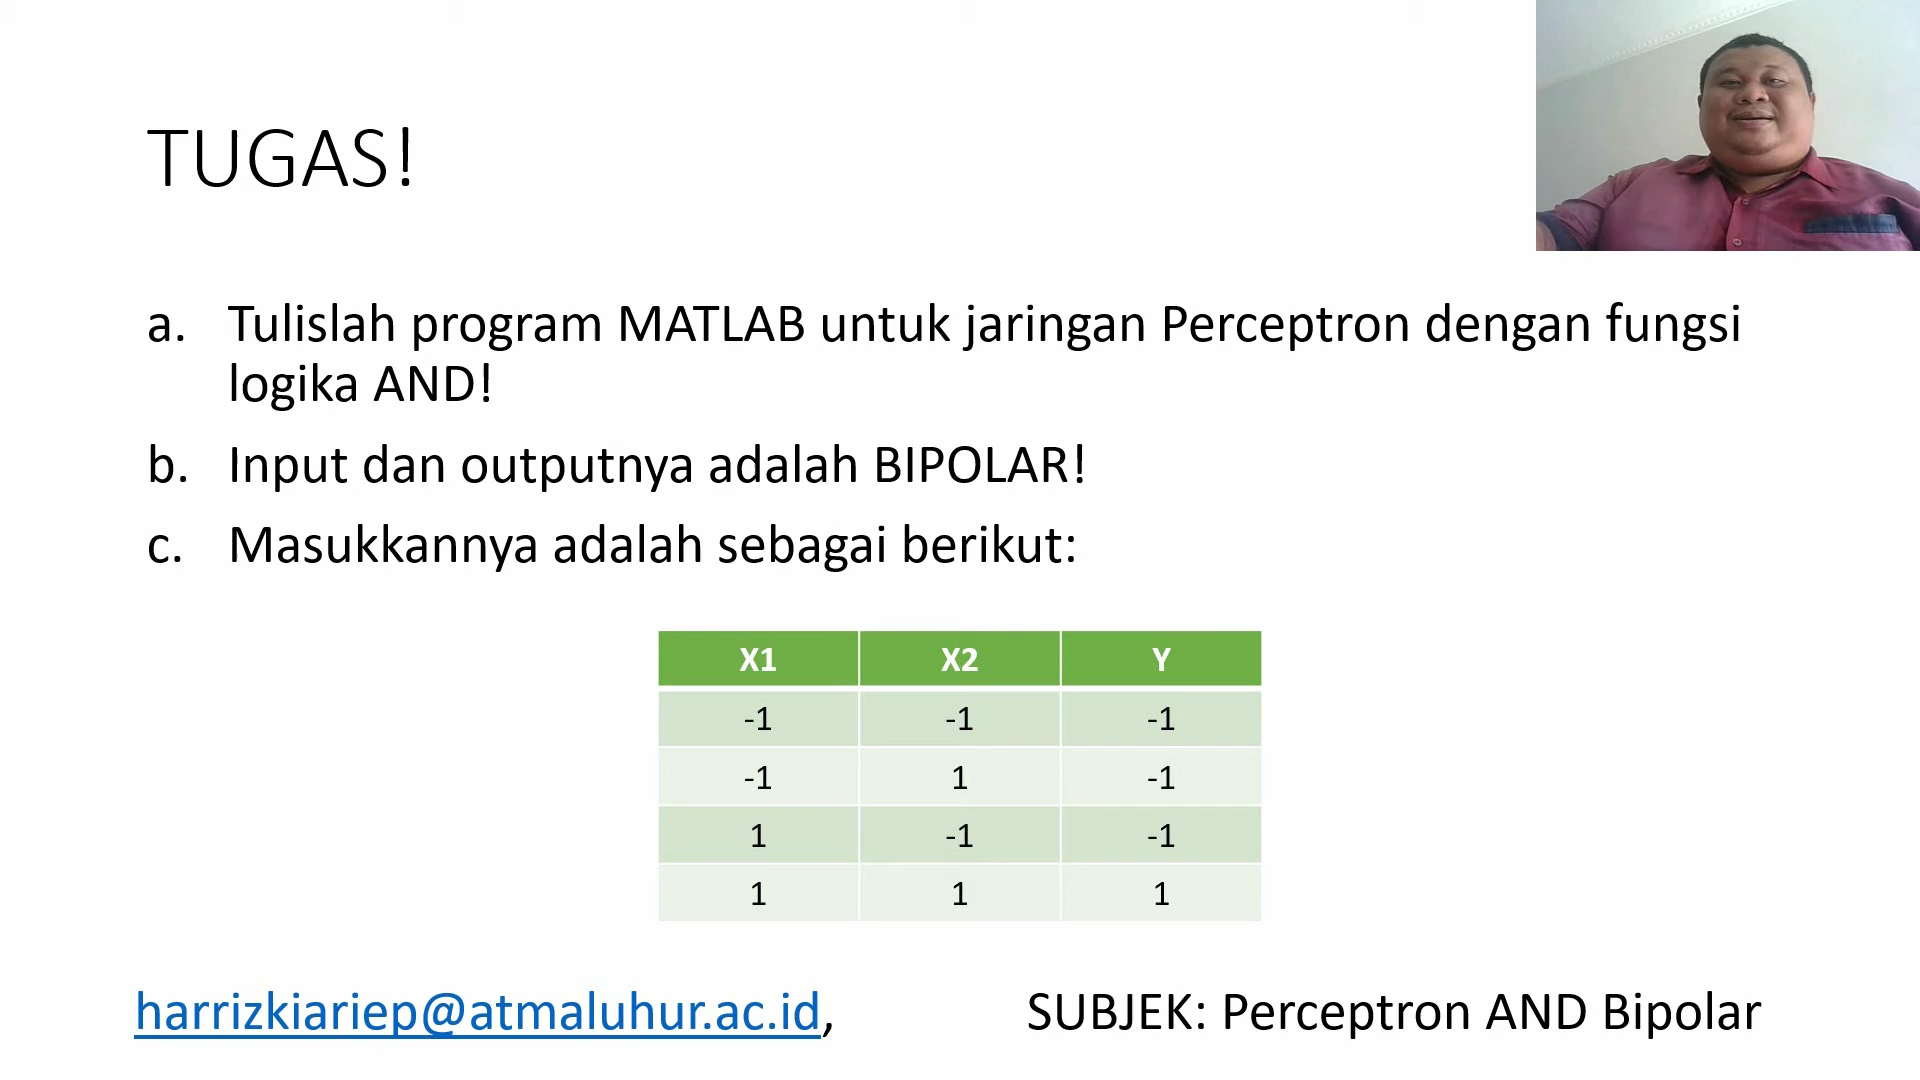 TUGAS!
a. Tulislah program MATLAB untuk jaringan Perceptron dengan fungsi
logika AND!
b. Input dan outputnya adalah BIPOLAR!
c. Masukkannya adalah sebagai berikut:
X1 X2 Y
-1 -1 -1
-1 1 -1
1 -1 -1
1 1 1
harrizkiariep@atmaluhur.ac.id, SUBJEK: Perceptron AND Bipolar